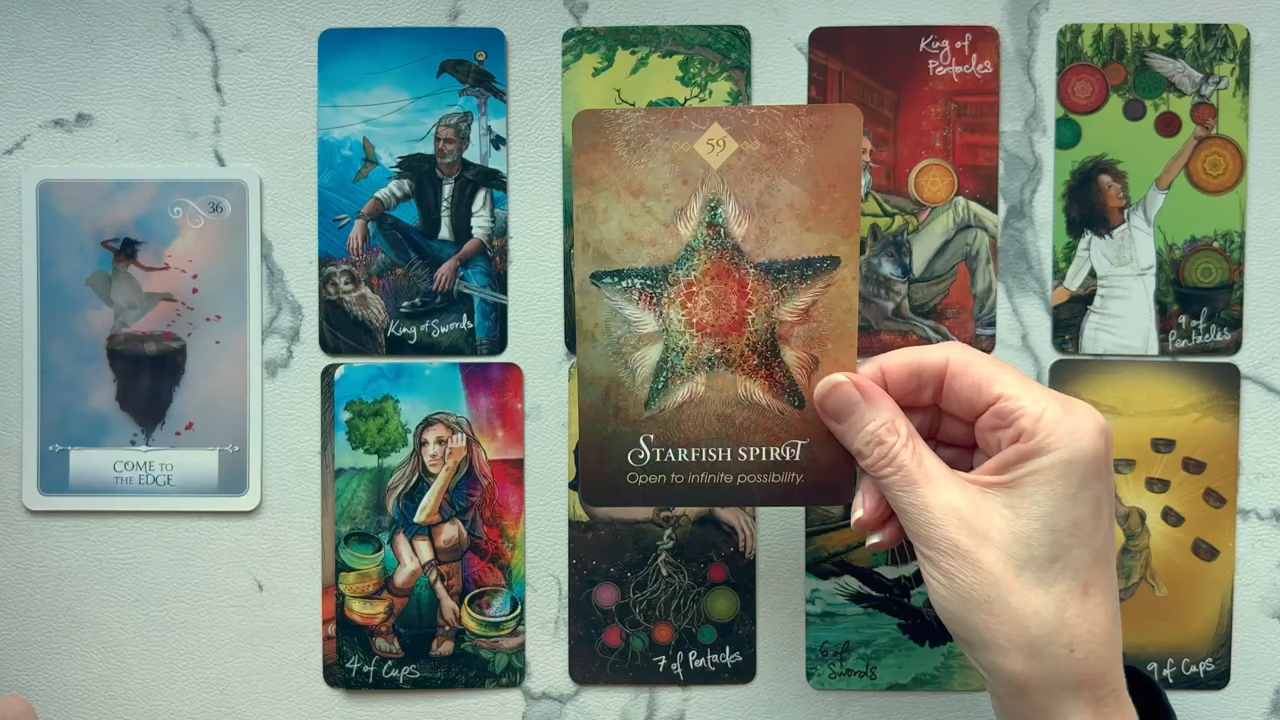 36
COME TO
THE EDGE
King of Swords
4 of Cups
59
STARFISH SPIRIT
Open to infinite possibility.
7 of Pentacles
King of
Pentacles
6 of
Swords
9 of
Pentacles
9 of Cups